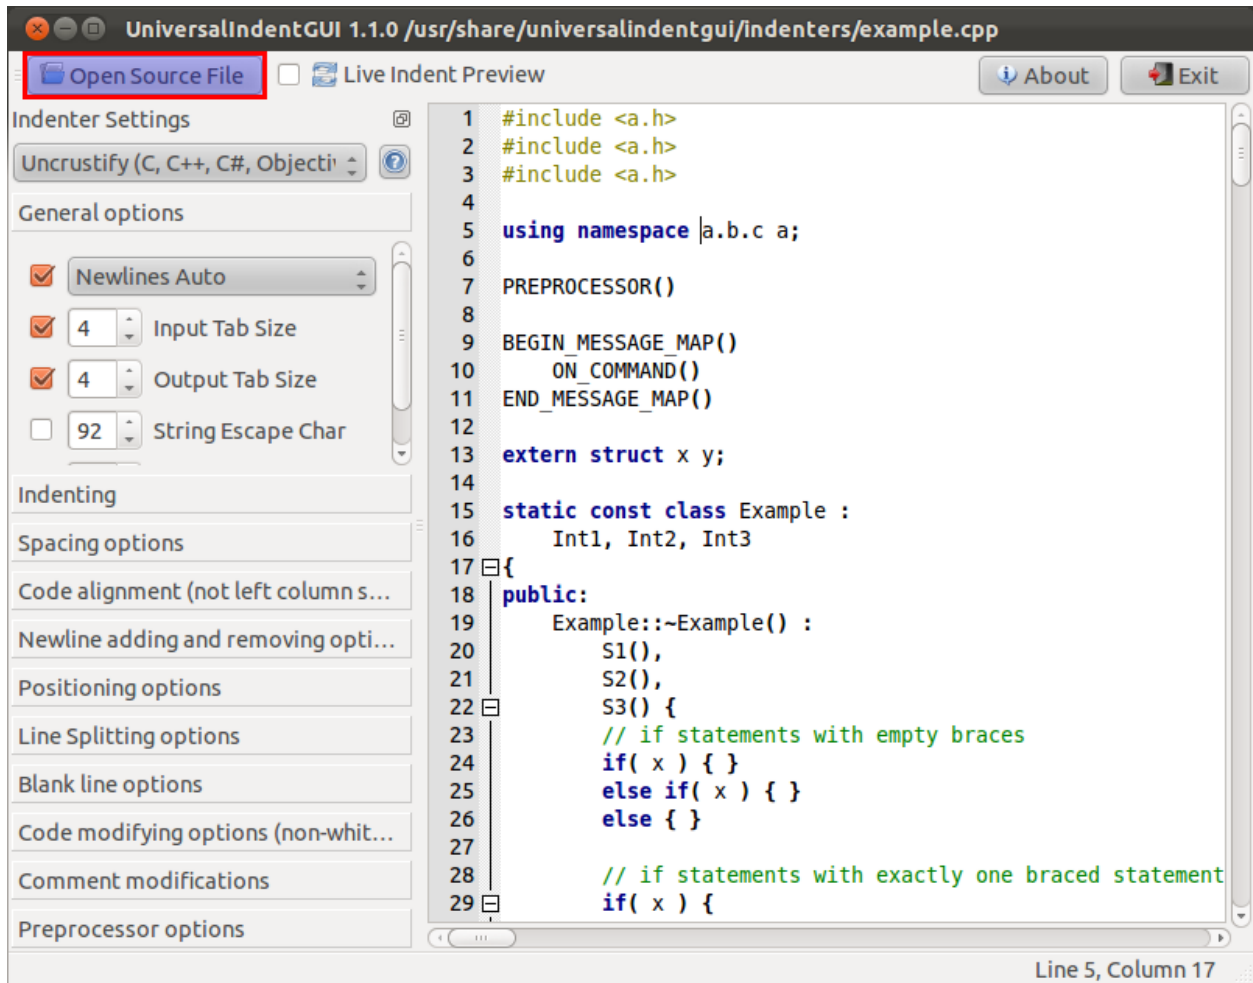 UniversalIndentGUI 1.1.0 /usr/share/universalindentgui/indenters/example.cpp
Open Source File
Live Indent Preview
About
Exit
Indenter Settings
Uncrustify (C, C++, C#, Objectiv
General options
Newlines Auto
4 Input Tab Size
4 Output Tab Size
92 String Escape Char
Indenting
Spacing options
Code alignment (not left column s...
Newline adding and removing opti...
Positioning options
Line Splitting options
Blank line options
Code modifying options (non-whit...
Comment modifications
Preprocessor options
1 #include <a.h>
2 #include <a.h>
3 #include <a.h>
4
5 using namespace a.b.c a;
6
7 PREPROCESSOR()
8
9 BEGIN_MESSAGE_MAP()
10     ON_COMMAND()
11 END_MESSAGE_MAP()
12
13 extern struct x y;
14
15 static const class Example :
16     Int1, Int2, Int3
17 {
18 public:
19     Example::~Example() :
20         S1(),
21         S2(),
22         S3() {
23         // if statements with empty braces
24         if( x ) { }
25         else if( x ) { }
26         else { }
27
28         // if statements with exactly one braced statement
29         if( x ) {
Line 5, Column 17